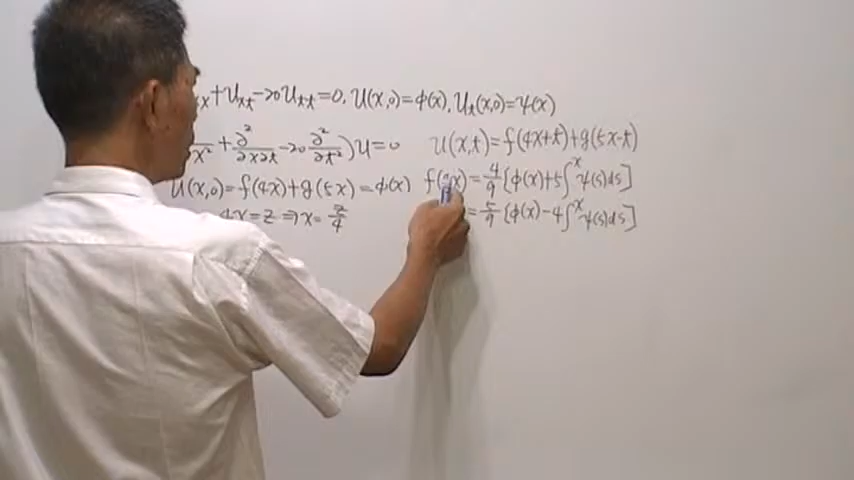 xx + U_xt - 20U_tt = 0, U(x,0) = φ(x), U_t(x,0) = ψ(x)
∂x² + ∂²/∂x∂t - 20 ∂²/∂t²)U = 0
U(x,t) = f(4x+t) + g(5x-t)
U(x,0) = f(4x) + g(5x) = φ(x)
f( x) = 4/9 [φ(x) + 5∫^x ψ(s)ds]
4x = z ⇒ x = z/4
= 5/9 [φ(x) - 4∫^x ψ(s)ds]